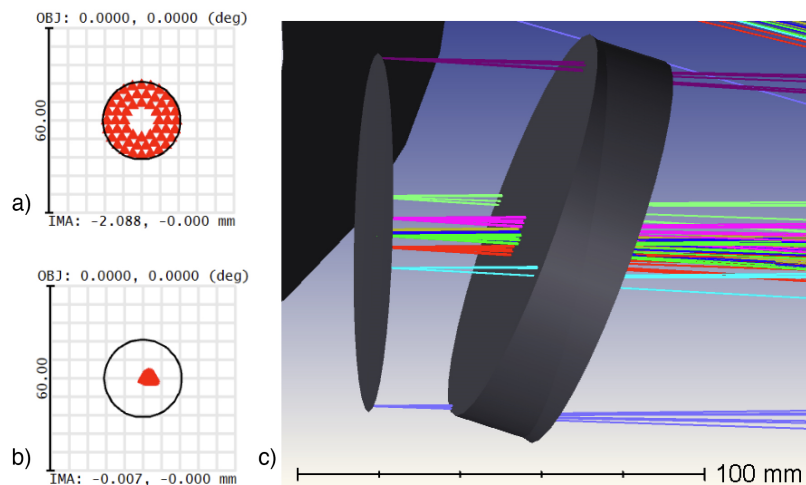 OBJ: 0.0000, 0.0000 (deg)
60.00
a)
IMA: -2.088, -0.000 mm
OBJ: 0.0000, 0.0000 (deg)
60.00
b)
IMA: -0.007, -0.000 mm
c)
100 mm